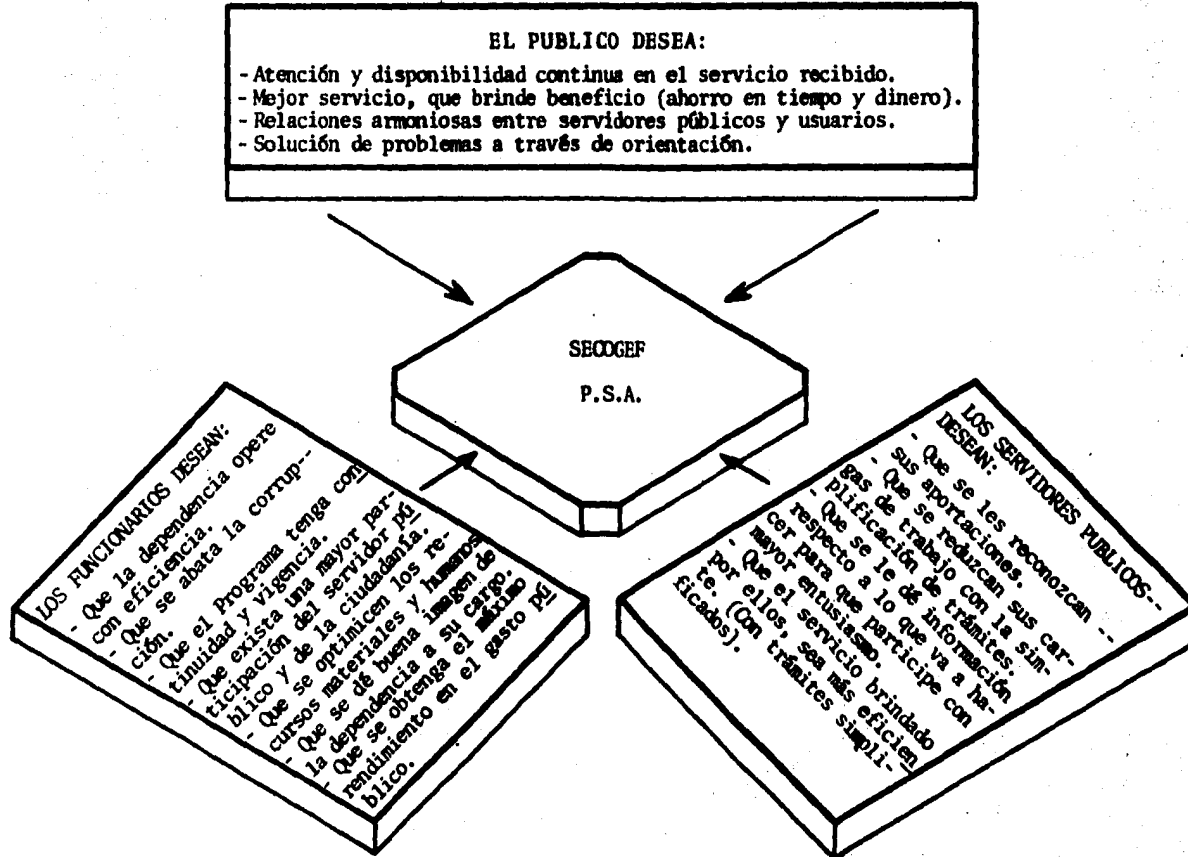 EL PUBLICO DESEA:
- Atención y disponibilidad continua en el servicio recibido.
- Mejor servicio, que brinde beneficio (ahorro en tiempo y dinero).
- Relaciones armoniosas entre servidores públicos y usuarios.
- Solución de problemas a través de orientación.
SECOGEF
P.S.A.
LOS FUNCIONARIOS DESEAN:
- Que la dependencia opere
con eficiencia.
- Que se abata la corrup--
ción.
- Que el Programa tenga con
tinuidad y vigencia.
- Que exista una mayor par-
ticipación del servidor pú
blico y de la ciudadanía.
- Que se optimicen los re-
cursos materiales y humanos
- Que se dé buena imagen de
la dependencia a su cargo.
- Que se obtenga el máximo
rendimiento en el gasto pú
blico.
LOS SERVIDORES PUBLICOS--
DESEAN:
- Que se les reconozcan --
sus aportaciones.
- Que se reduzcan sus car-
gas de trabajo con la sim-
plificación de trámites.
- Que se le dé información
respecto a lo que va a ha-
cer para que participe con
mayor entusiasmo.
- Que el servicio brindado
por ellos, sea más eficien
te. (Con trámites simpli-
ficados).